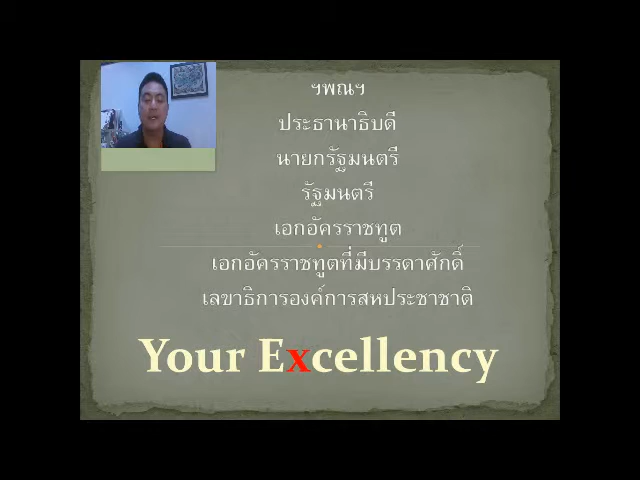 ฯพณฯ
ประธานาธิบดี
นายกรัฐมนตรี
รัฐมนตรี
เอกอัครราชทูต
เอกอัครราชทูตที่มีบรรดาศักดิ์
เลขาธิการองค์การสหประชาชาติ
Your Excellency